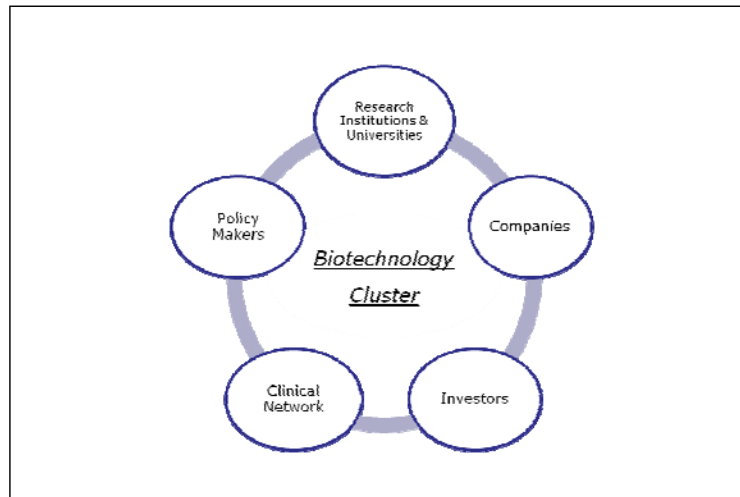 Research
Institutions &
Universities
Policy
Makers
Companies
Biotechnology
Cluster
Clinical
Network
Investors